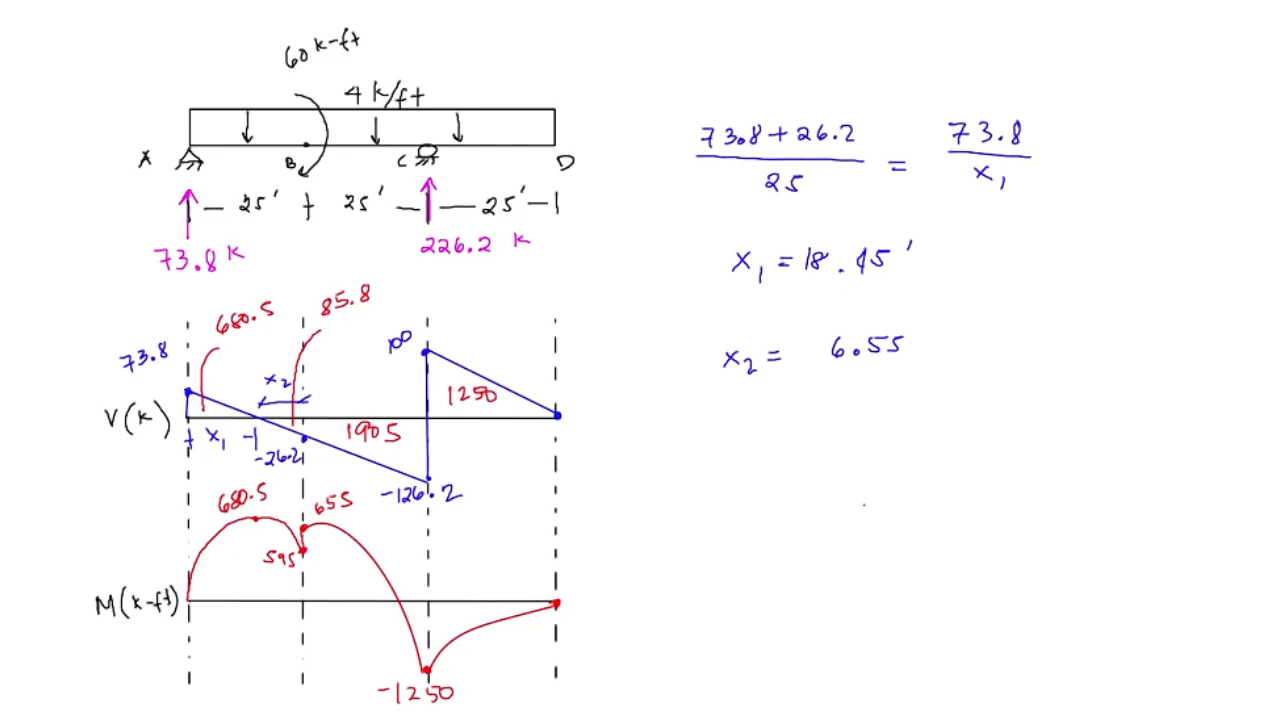 60 k-ft
4 k/ft
A B C D
25' + 25' 25'
73.8 k
226.2 k
680.5
85.8
73.8
100
x₂
1250
V(k)
x₁
1905
-26.2
-126.2
680.5
655
595
M(k-ft)
-1250
73.8+26.2 / 25 = 73.8 / x₁
x₁ = 18.45'
x₂ = 6.55